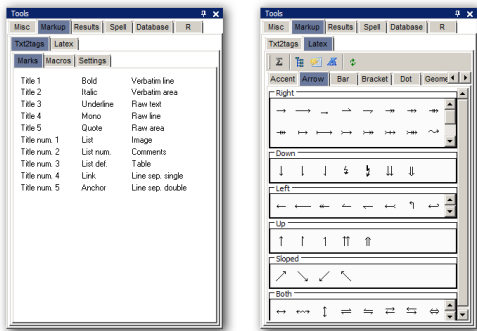 Tools
Misc Markup Results Spell Database R
Txt2tags Latex
Marks Macros Settings
Title 1 Bold Verbatim line
Title 2 Italic Verbatim area
Title 3 Underline Raw text
Title 4 Mono Raw line
Title 5 Quote Raw area
Title num. 1 List Image
Title num. 2 List num. Comments
Title num. 3 List def. Table
Title num. 4 Link Line sep. single
Title num. 5 Anchor Line sep. double
Tools
Misc Markup Results Spell Database R
Txt2tags Latex
Accent Arrow Bar Bracket Dot Geome
Right
Down
Left
Up
Sloped
Both